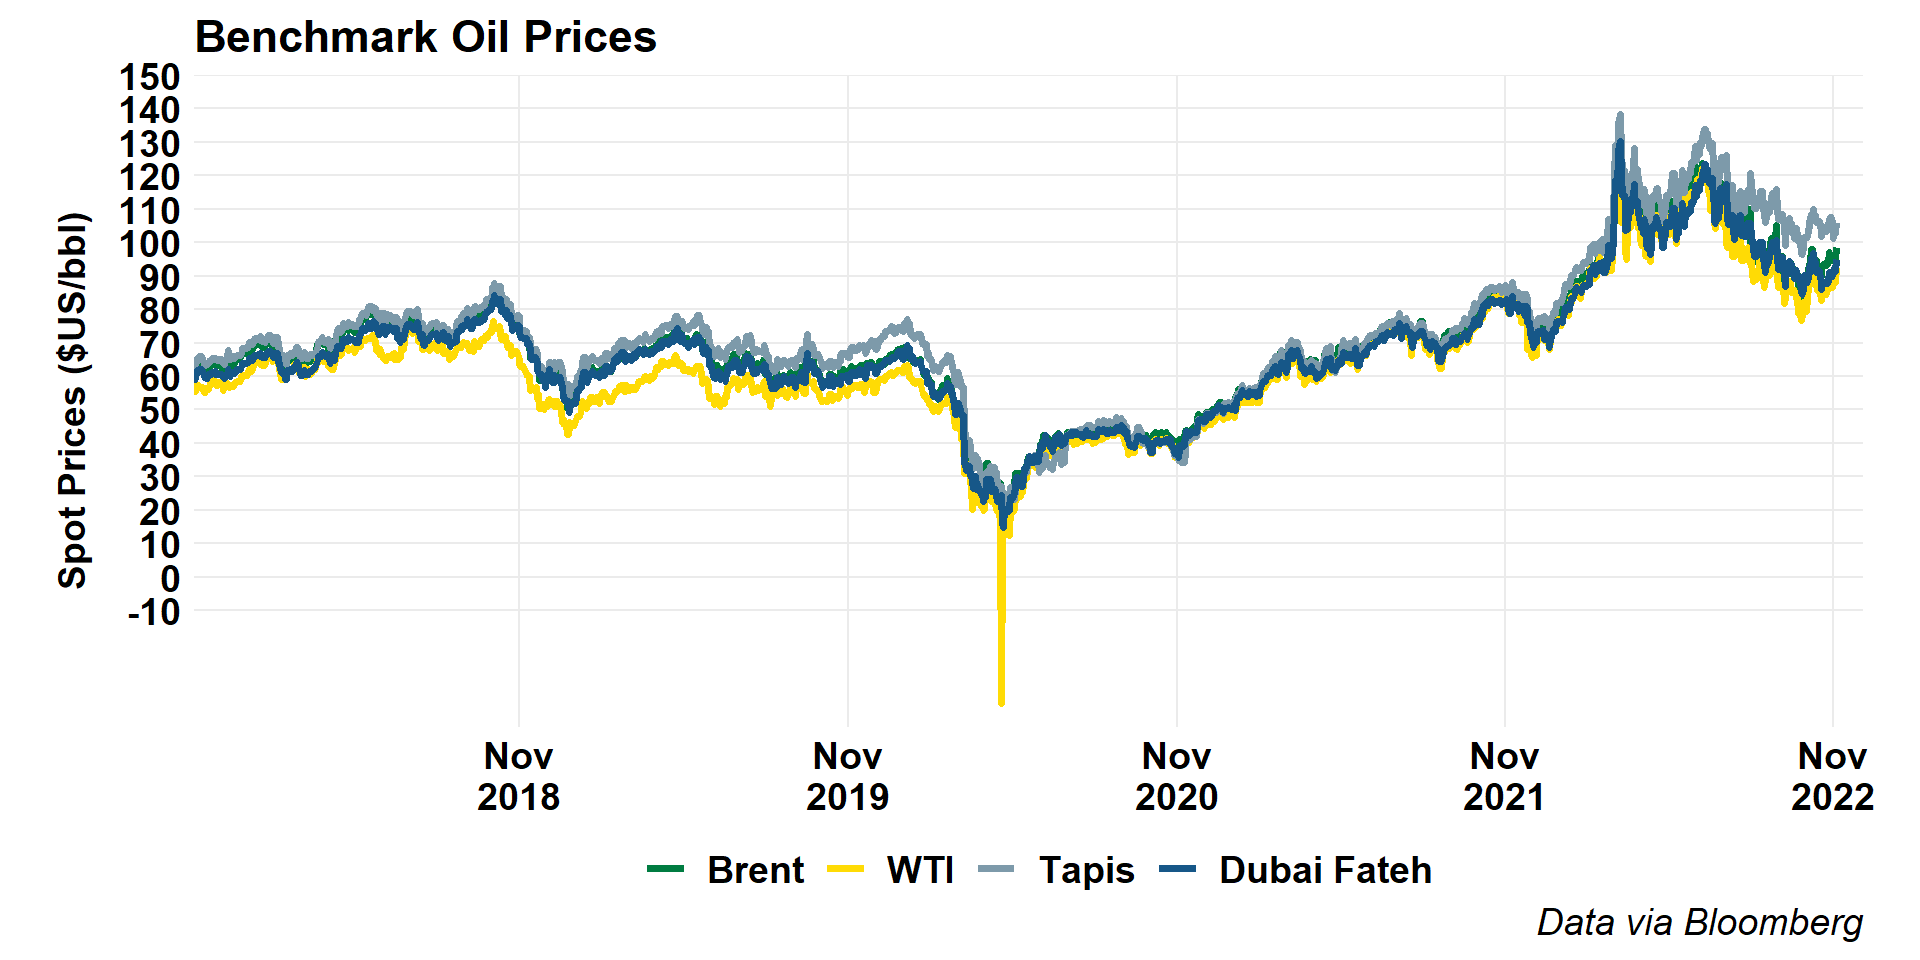 Benchmark Oil Prices
Spot Prices ($US/bbl)
150
140
130
120
110
100
90
80
70
60
50
40
30
20
10
0
-10
Nov
2018
Nov
2019
Nov
2020
Nov
2021
Nov
2022
Brent WTI Tapis Dubai Fateh
Data via Bloomberg